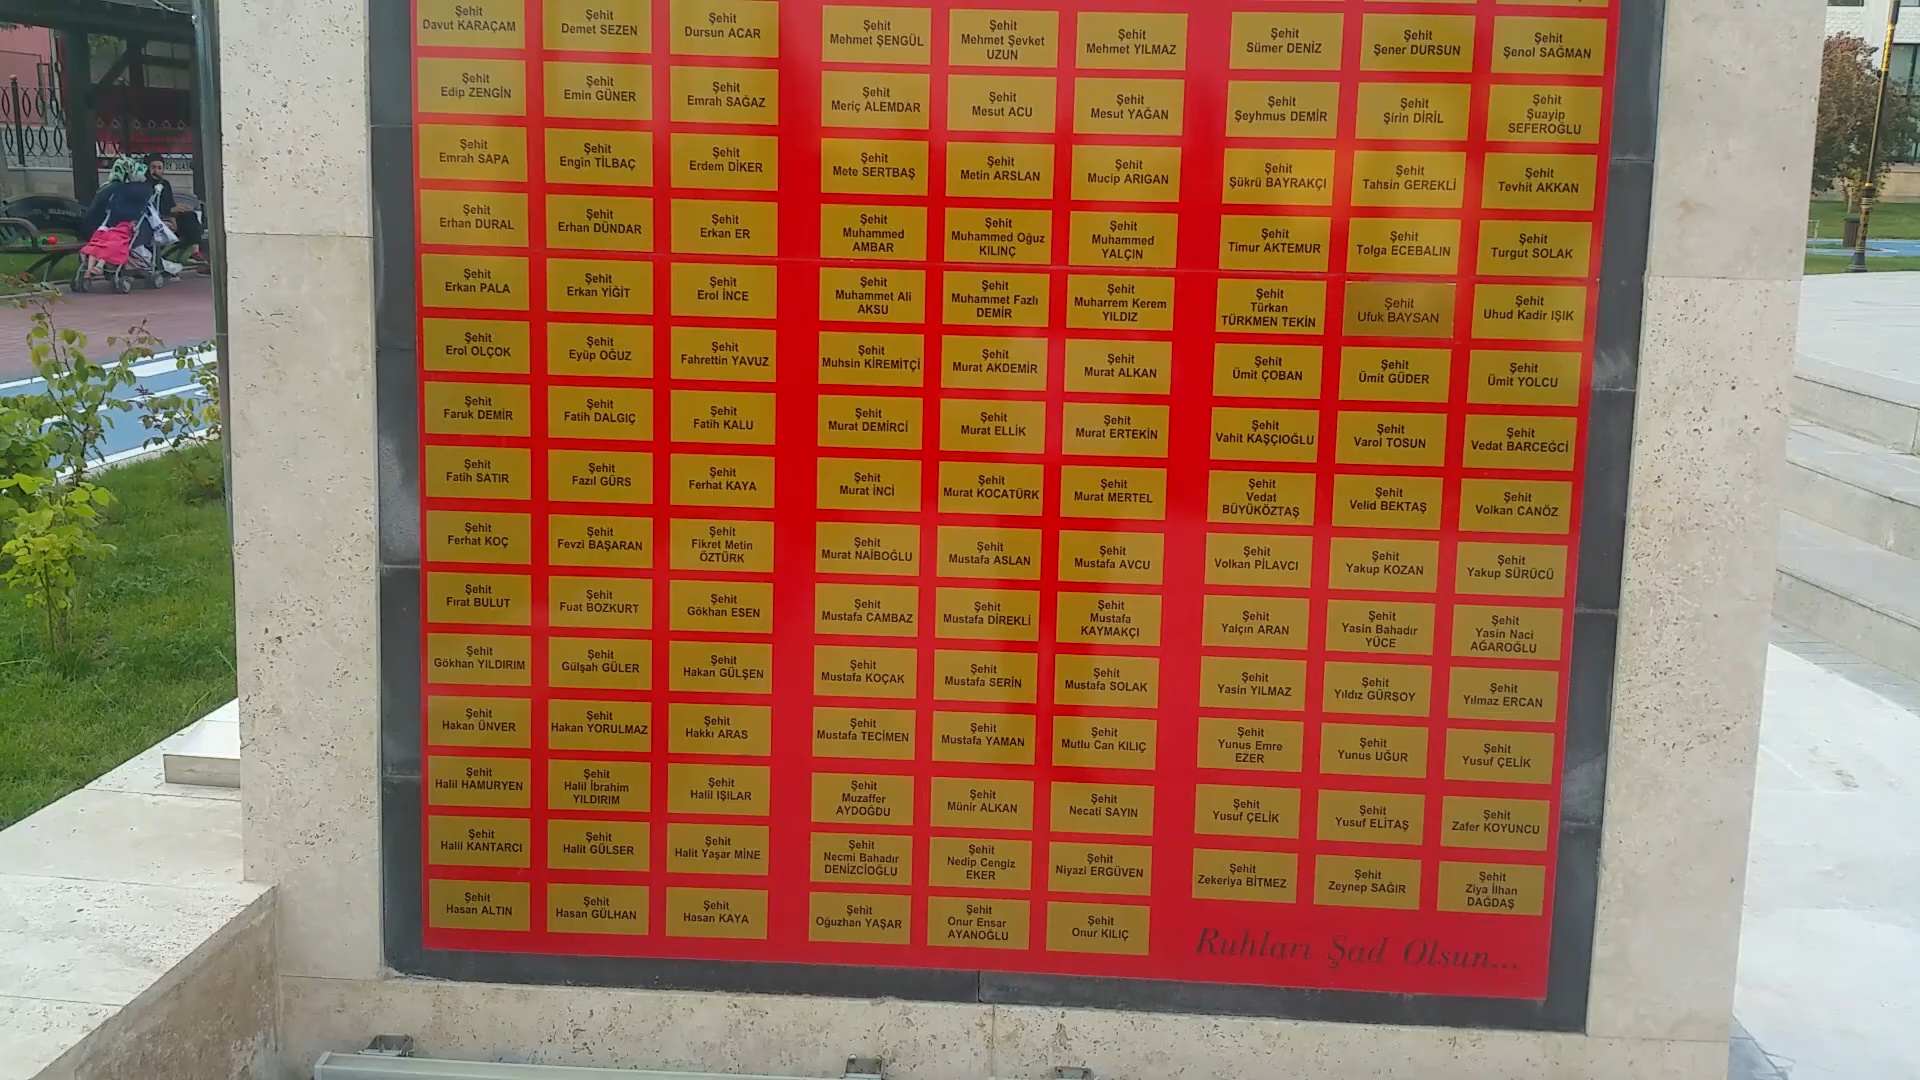 Şehit
Davut KARAÇAM
Şehit
Demet SEZEN
Şehit
Dursun ACAR
Şehit
Edip ZENGİN
Şehit
Emin GÜNER
Şehit
Emrah SAĞAZ
Şehit
Emrah SAPA
Şehit
Engin TİLBAÇ
Şehit
Erdem DİKER
Şehit
Erhan DURAL
Şehit
Erhan DÜNDAR
Şehit
Erkan ER
Şehit
Erkan PALA
Şehit
Erkan YİĞİT
Şehit
Erol İNCE
Şehit
Erol OLÇOK
Şehit
Eyüp OĞUZ
Şehit
Fahrettin YAVUZ
Şehit
Faruk DEMİR
Şehit
Fatih DALGIÇ
Şehit
Fatih KALU
Şehit
Fatih SATIR
Şehit
Fazıl GÜRS
Şehit
Ferhat KAYA
Şehit
Ferhat KOÇ
Şehit
Fevzi BAŞARAN
Şehit
Fikret Metin
ÖZTÜRK
Şehit
Fırat BULUT
Şehit
Fuat BOZKURT
Şehit
Gökhan ESEN
Şehit
Gökhan YILDIRIM
Şehit
Gülşah GÜLER
Şehit
Hakan GÜLŞEN
Şehit
Hakan ÜNVER
Şehit
Hakan YORULMAZ
Şehit
Hakkı ARAS
Şehit
Halil HAMURYEN
Şehit
Halil İbrahim
YILDIRIM
Şehit
Halil IŞILAR
Şehit
Halil KANTARCI
Şehit
Halit GÜLSER
Şehit
Halit Yaşar MİNE
Şehit
Hasan ALTIN
Şehit
Hasan GÜLHAN
Şehit
Hasan KAYA
Şehit
Mehmet ŞENGÜL
Şehit
Mehmet Şevket
UZUN
Şehit
Mehmet YILMAZ
Şehit
Meriç ALEMDAR
Şehit
Mesut ACU
Şehit
Mesut YAĞAN
Şehit
Mete SERTBAŞ
Şehit
Metin ARSLAN
Şehit
Mucip ARIGAN
Şehit
Muhammed
AMBAR
Şehit
Muhammed Oğuz
KILINÇ
Şehit
Muhammed
YALÇIN
Şehit
Muhammet Ali
AKSU
Şehit
Muhammet Fazlı
DEMİR
Şehit
Muharrem Kerem
YILDIZ
Şehit
Muhsin KİREMİTÇİ
Şehit
Murat AKDEMİR
Şehit
Murat ALKAN
Şehit
Murat DEMİRCİ
Şehit
Murat ELLİK
Şehit
Murat ERTEKİN
Şehit
Murat İNCİ
Şehit
Murat KOCATÜRK
Şehit
Murat MERTEL
Şehit
Murat NAİBOĞLU
Şehit
Mustafa ASLAN
Şehit
Mustafa AVCU
Şehit
Mustafa CAMBAZ
Şehit
Mustafa DİREKLİ
Şehit
Mustafa
KAYMAKÇI
Şehit
Mustafa KOÇAK
Şehit
Mustafa SERİN
Şehit
Mustafa SOLAK
Şehit
Mustafa TECİMEN
Şehit
Mustafa YAMAN
Şehit
Mutlu Can KILIÇ
Şehit
Muzaffer
AYDOĞDU
Şehit
Münir ALKAN
Şehit
Necati SAYIN
Şehit
Necmi Bahadır
DENİZCİOĞLU
Şehit
Nedip Cengiz
EKER
Şehit
Niyazi ERGÜVEN
Şehit
Oğuzhan YAŞAR
Şehit
Onur Ensar
AYANOĞLU
Şehit
Onur KILIÇ
Şehit
Sümer DENİZ
Şehit
Şener DURSUN
Şehit
Şenol SAĞMAN
Şehit
Şeyhmus DEMİR
Şehit
Şirin DİRİL
Şehit
Şuayip
SEFEROĞLU
Şehit
Şükrü BAYRAKÇI
Şehit
Tahsin GEREKLİ
Şehit
Tevhit AKKAN
Şehit
Timur AKTEMUR
Şehit
Tolga ECEBALIN
Şehit
Turgut SOLAK
Şehit
Türkan
TÜRKMEN TEKİN
Şehit
Ufuk BAYSAN
Şehit
Uhud Kadir IŞIK
Şehit
Ümit ÇOBAN
Şehit
Ümit GÜDER
Şehit
Ümit YOLCU
Şehit
Vahit KAŞÇIOĞLU
Şehit
Varol TOSUN
Şehit
Vedat BARCEĞCİ
Şehit
Vedat
BÜYÜKÖZTAŞ
Şehit
Velid BEKTAŞ
Şehit
Volkan CANÖZ
Şehit
Volkan PİLAVCI
Şehit
Yakup KOZAN
Şehit
Yakup SÜRÜCÜ
Şehit
Yalçın ARAN
Şehit
Yasin Bahadır
YÜCE
Şehit
Yasin Naci
AĞAROĞLU
Şehit
Yasin YILMAZ
Şehit
Yıldız GÜRSOY
Şehit
Yılmaz ERCAN
Şehit
Yunus Emre
EZER
Şehit
Yunus UĞUR
Şehit
Yusuf ÇELİK
Şehit
Yusuf ÇELİK
Şehit
Yusuf ELİTAŞ
Şehit
Zafer KOYUNCU
Şehit
Zekeriya BİTMEZ
Şehit
Zeynep SAĞIR
Şehit
Ziya İlhan
DAĞDAŞ
Ruhları Şad Olsun...